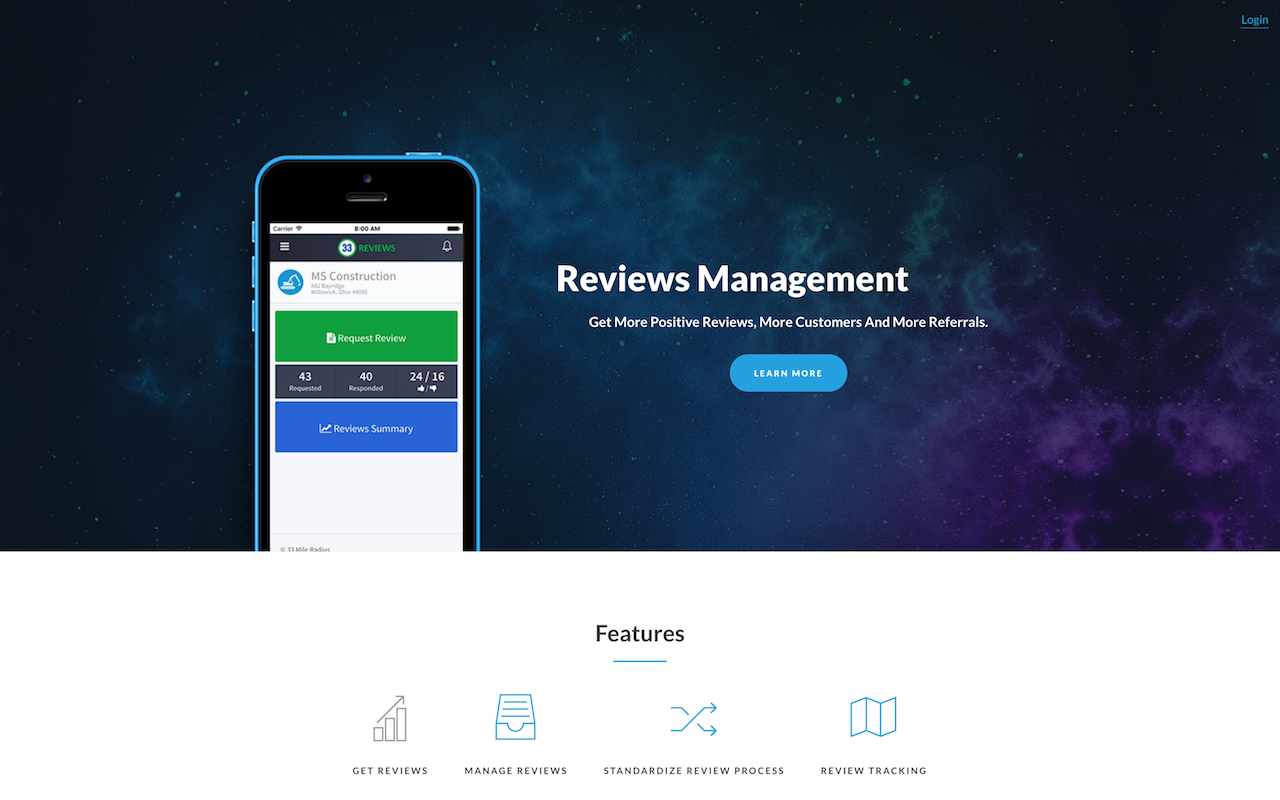 Login
Carrier 8:00 AM
33 REVIEWS
MS Construction
882 Bayridge
Willowick, Ohio 44095
Request Review
43 40 24 / 16
Requested Responded /
Reviews Summary
© 33 Mile Radius
Reviews Management
Get More Positive Reviews, More Customers And More Referrals.
LEARN MORE
Features
GET REVIEWS
MANAGE REVIEWS
STANDARDIZE REVIEW PROCESS
REVIEW TRACKING